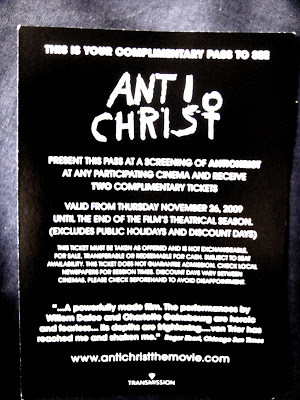 THIS IS YOUR COMPLIMENTARY PASS TO SEE
ANTI
CHRIST
PRESENT THIS PASS AT A SCREENING OF ANTICHRIST
AT ANY PARTICIPATING CINEMA AND RECEIVE
TWO COMPLIMENTARY TICKETS
VALID FROM THURSDAY NOVEMBER 26, 2009
UNTIL THE END OF THE FILM'S THEATRICAL SEASON.
(EXCLUDES PUBLIC HOLIDAYS AND DISCOUNT DAYS)
THIS TICKET MUST BE TAKEN AS OFFERED AND IS NOT EXCHANGEABLE,
FOR SALE, TRANSFERABLE OR REDEEMABLE FOR CASH. SUBJECT TO SEAT
AVAILABILITY. THIS TICKET DOES NOT GUARANTEE ADMISSION. CHECK LOCAL
NEWSPAPERS FOR SESSION TIMES. DISCOUNT DAYS VARY BETWEEN
CINEMAS, PLEASE CHECK BEFOREHAND TO AVOID DISAPPOINTMENT.
"...A powerfully made film. The performances by
Willem Dafoe and Charlotte Gainsbourg are heroic
and fearless... its depths are frightening....von Trier has
reached me and shaken me." Roger Ebert, Chicago Sun Times
www.antichristthemovie.com
TRANSMISSION